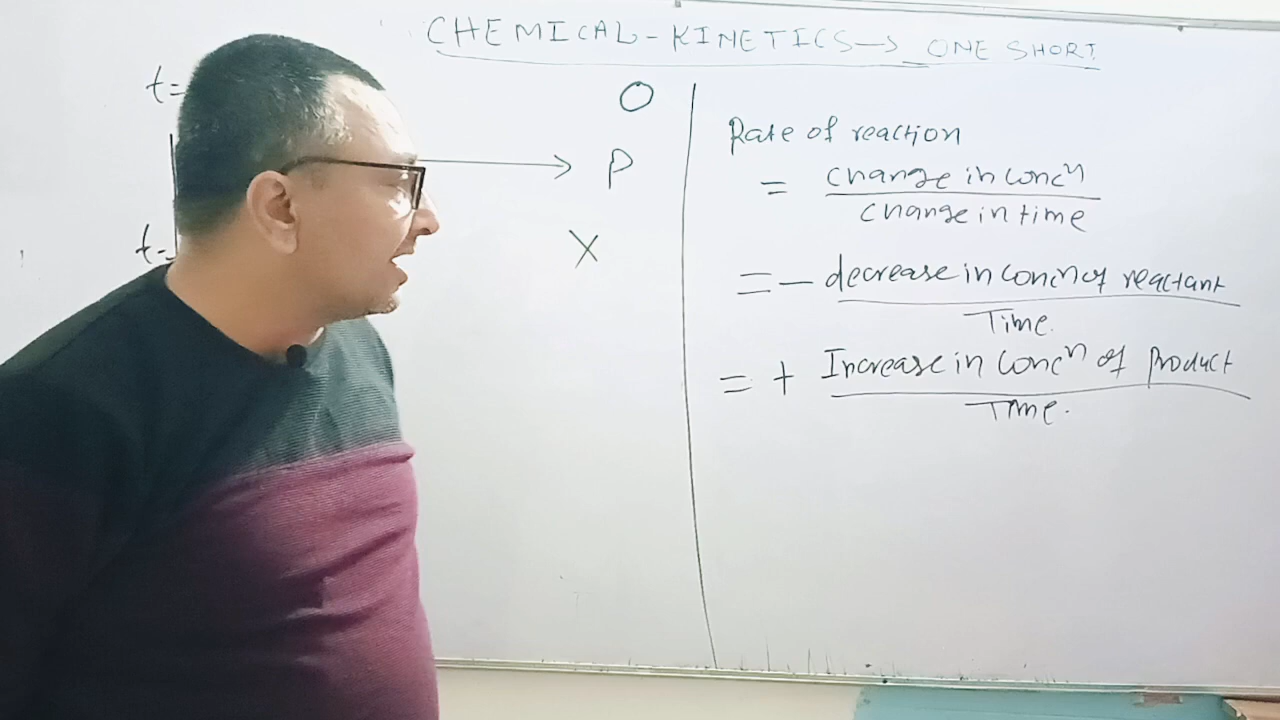 CHEMICAL-KINETICS → ONE SHORT
t=
O
→ P
t=
X
Rate of reaction
= change in concⁿ
change in time
= - decrease in concⁿ of reactant
Time.
= + Increase in concⁿ of Product
Time.